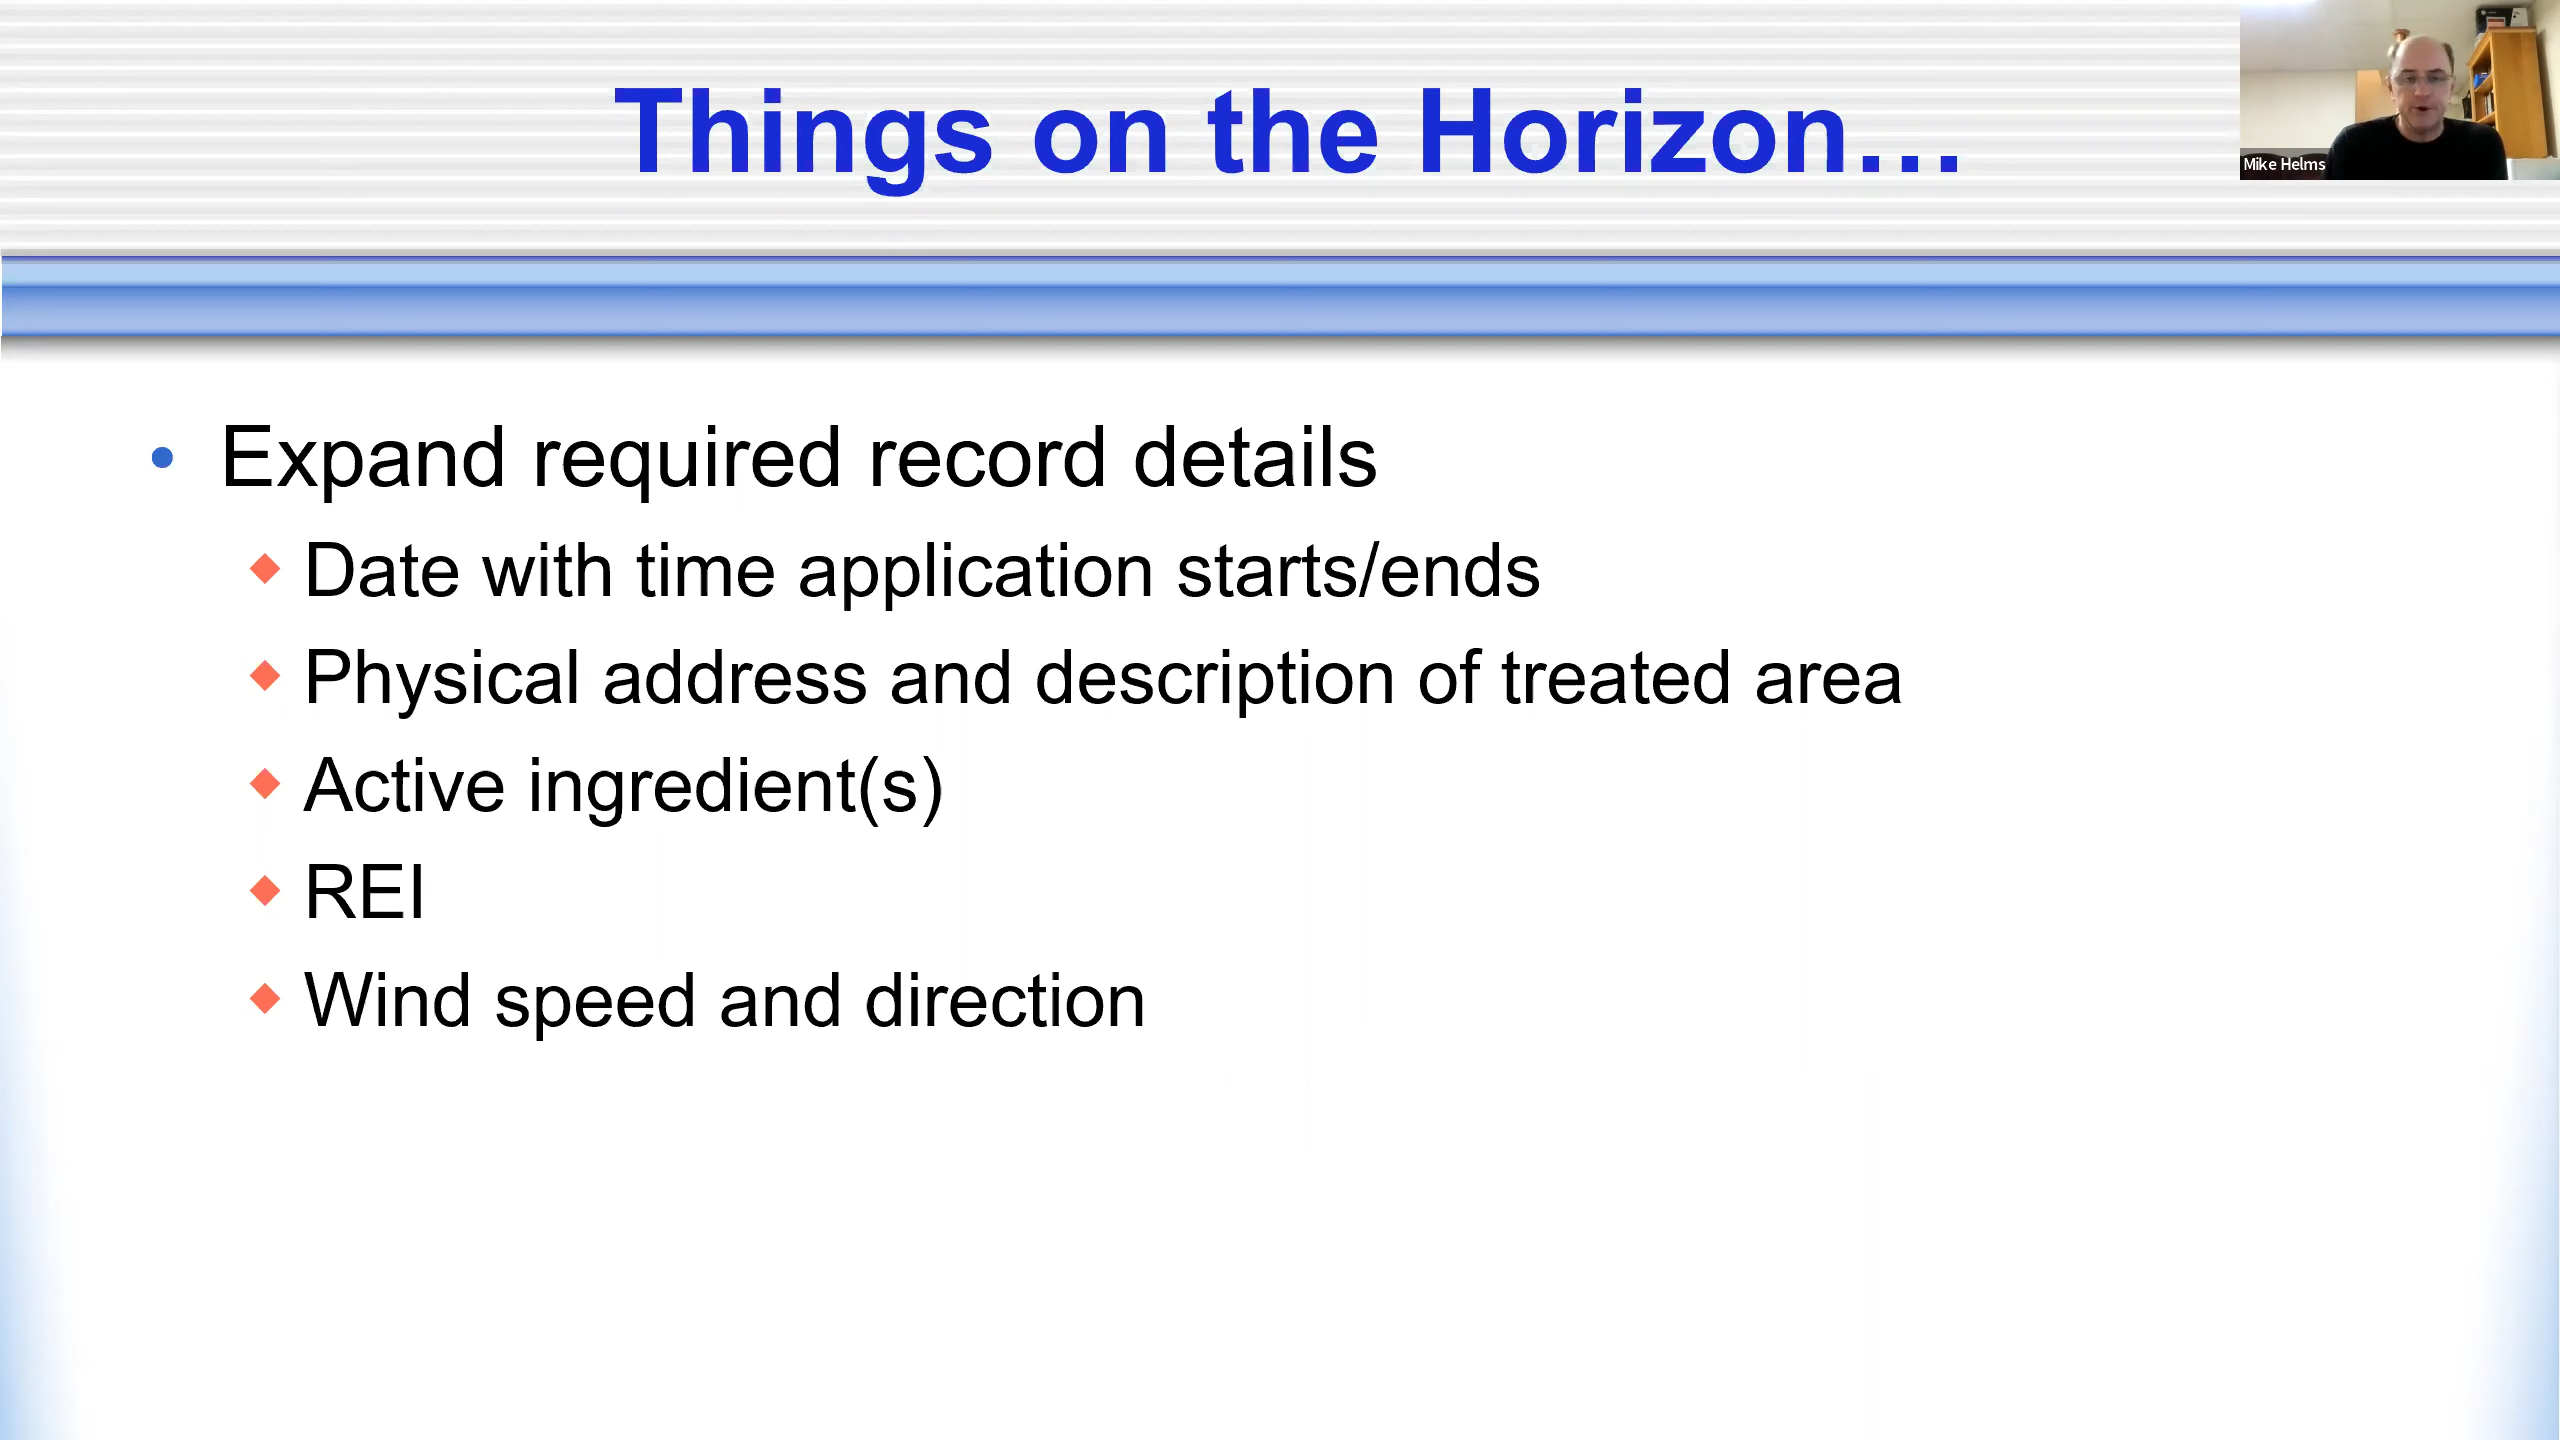 Things on the Horizon…
Mike Helms
• Expand required record details
◆ Date with time application starts/ends
◆ Physical address and description of treated area
◆ Active ingredient(s)
◆ REI
◆ Wind speed and direction